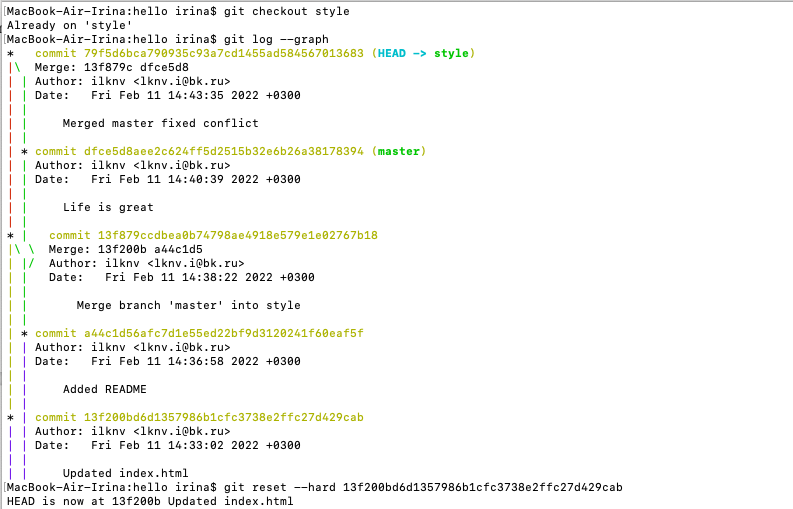 MacBook-Air-Irina:hello irina$ git checkout style
Already on 'style'
MacBook-Air-Irina:hello irina$ git log --graph
*   commit 79f5d6bca790935c93a7cd1455ad584567013683 (HEAD -> style)
|\  Merge: 13f879c dfce5d8
| | Author: ilknv <lknv.i@bk.ru>
| | Date:   Fri Feb 11 14:43:35 2022 +0300
| |
| |     Merged master fixed conflict
| |
| * commit dfce5d8aee2c624ff5d2515b32e6b26a38178394 (master)
| | Author: ilknv <lknv.i@bk.ru>
| | Date:   Fri Feb 11 14:40:39 2022 +0300
| |
| |     Life is great
| |
* |   commit 13f879ccdbea0b74798ae4918e579e1e02767b18
|\ \  Merge: 13f200b a44c1d5
| |/  Author: ilknv <lknv.i@bk.ru>
| |   Date:   Fri Feb 11 14:38:22 2022 +0300
| |
| |       Merge branch 'master' into style
| |
| * commit a44c1d56afc7d1e55ed22bf9d3120241f60eaf5f
| | Author: ilknv <lknv.i@bk.ru>
| | Date:   Fri Feb 11 14:36:58 2022 +0300
| |
| |     Added README
| |
* | commit 13f200bd6d1357986b1cfc3738e2ffc27d429cab
| | Author: ilknv <lknv.i@bk.ru>
| | Date:   Fri Feb 11 14:33:02 2022 +0300
| |
| |     Updated index.html
MacBook-Air-Irina:hello irina$ git reset --hard 13f200bd6d1357986b1cfc3738e2ffc27d429cab
HEAD is now at 13f200b Updated index.html